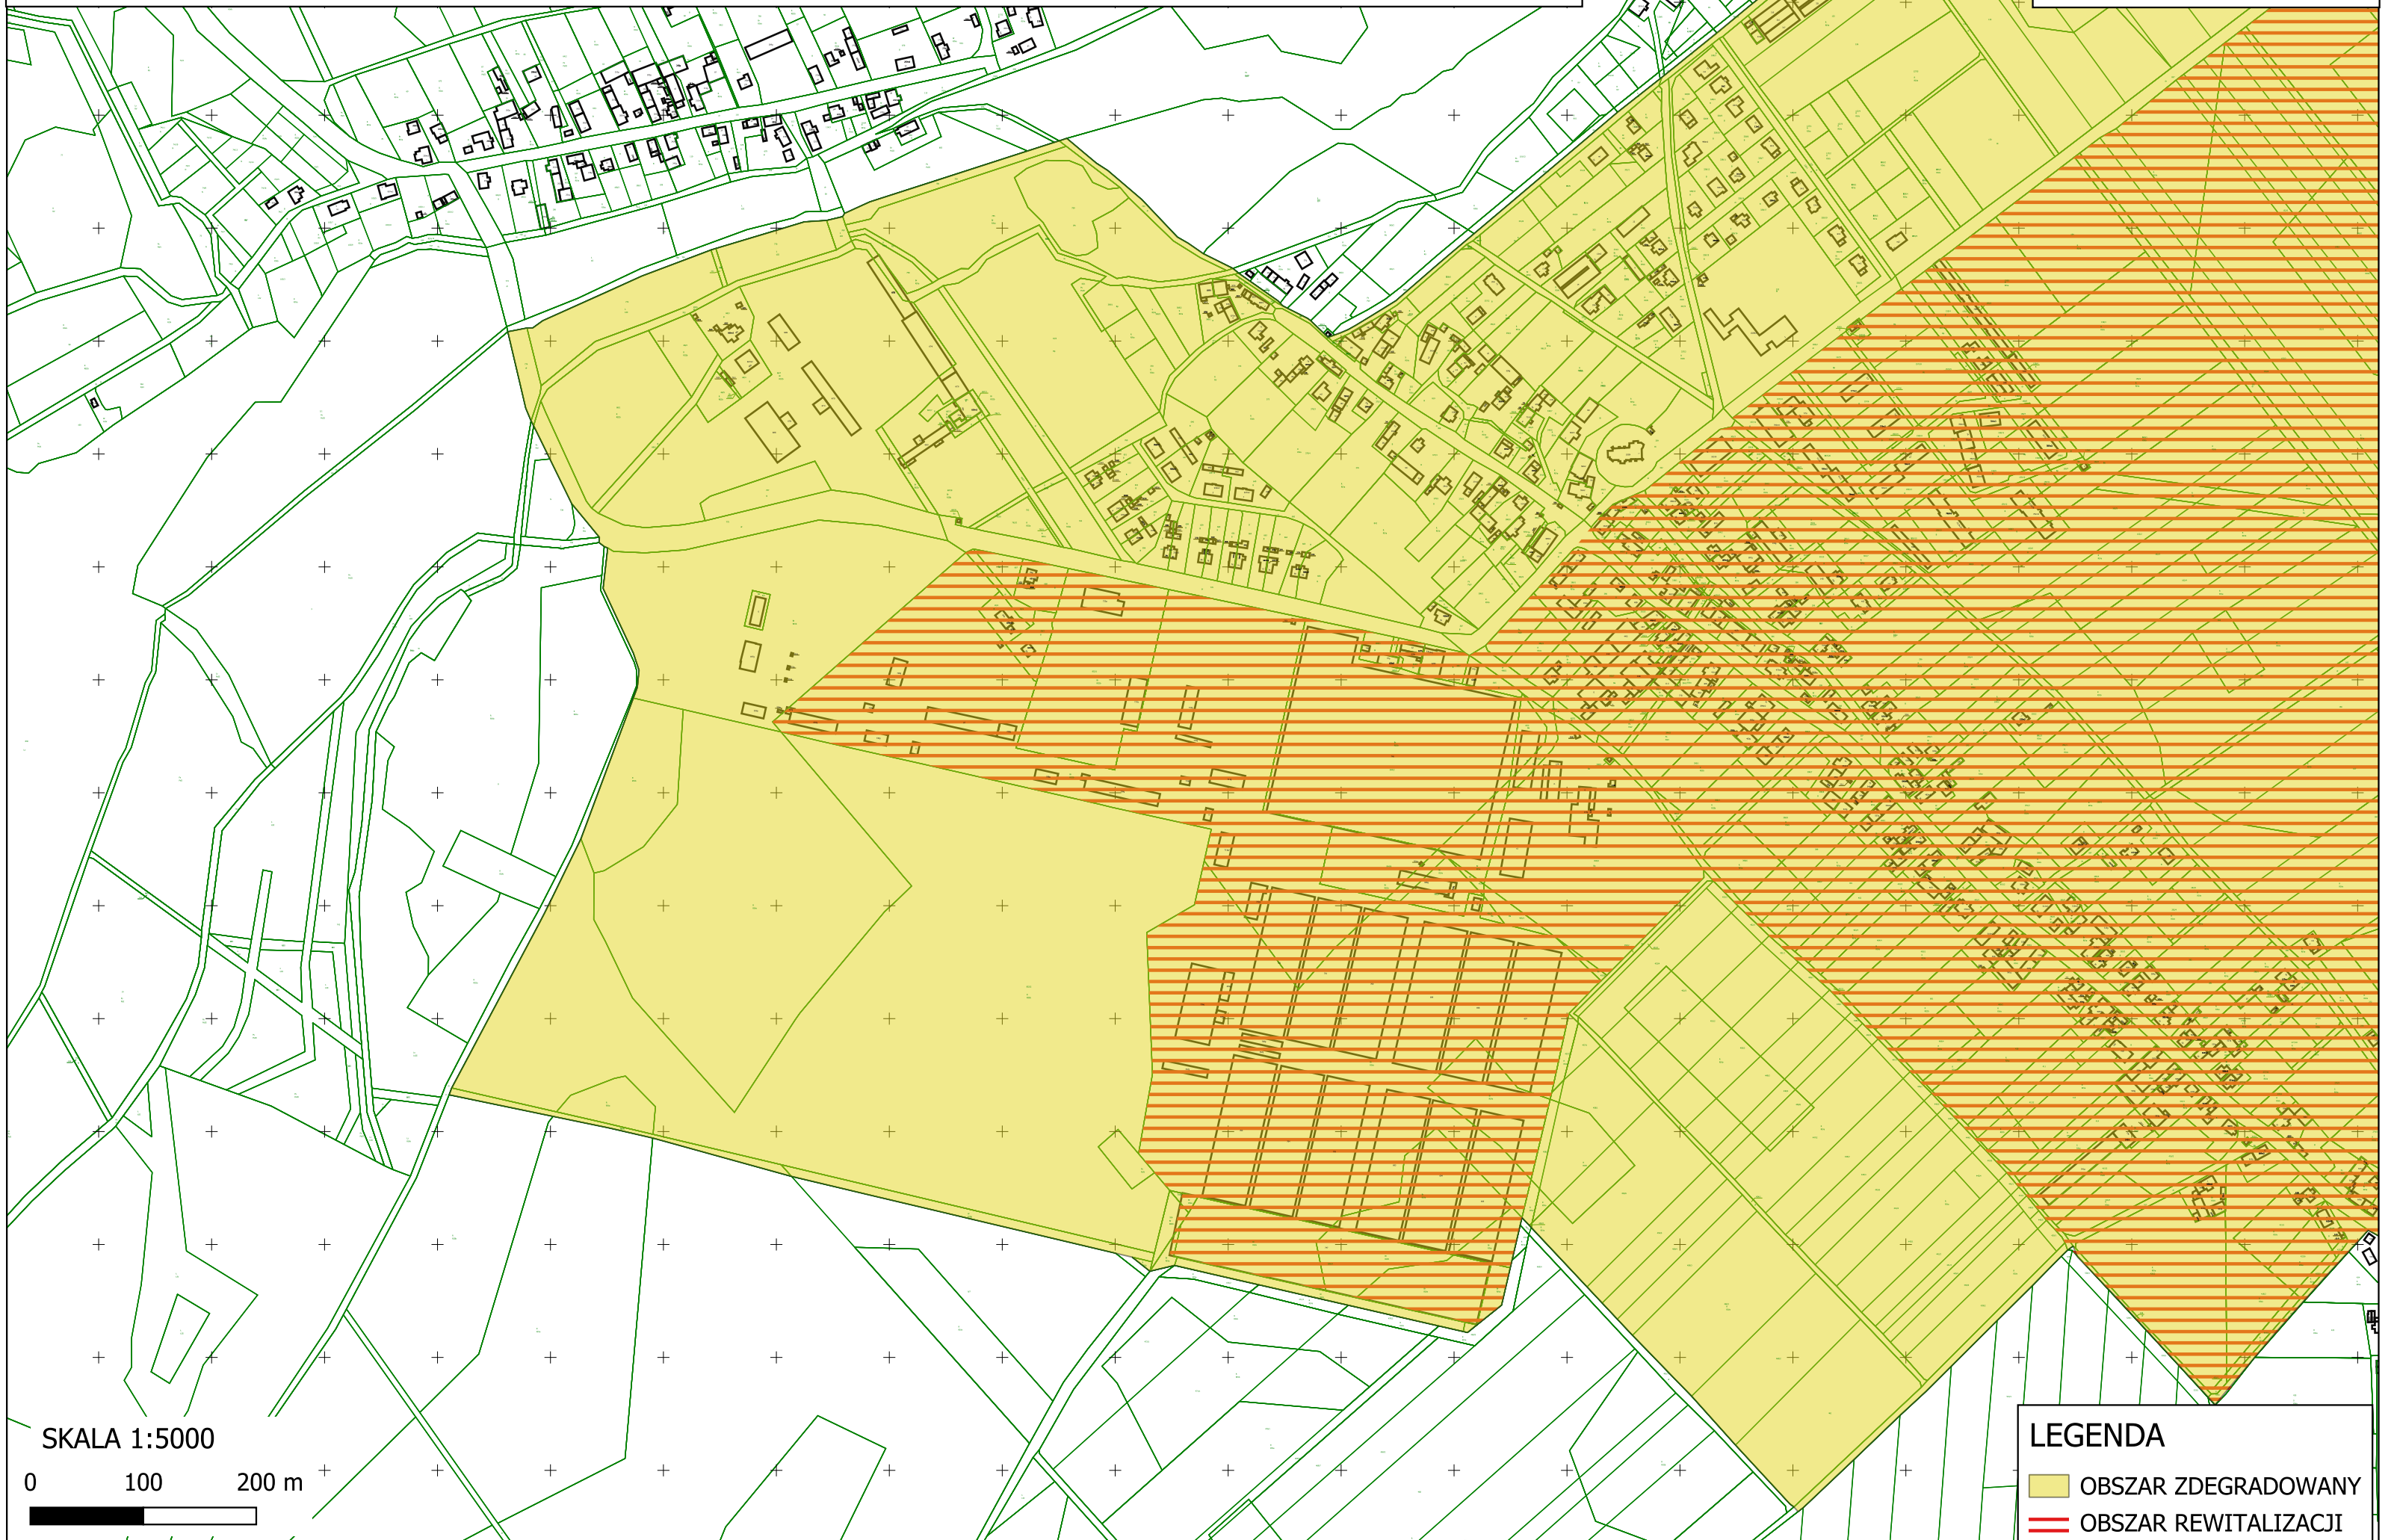 SKALA 1:5000
0 100 200 m
LEGENDA
OBSZAR ZDEGRADOWANY
OBSZAR REWITALIZACJI